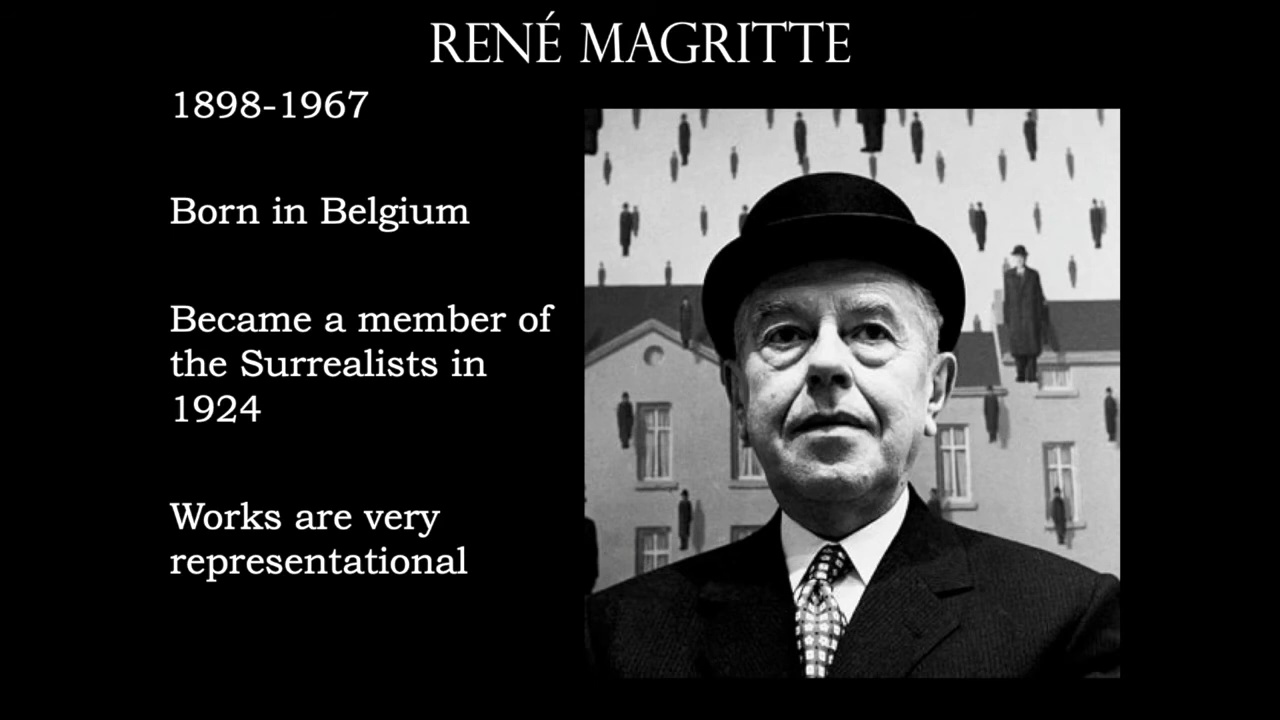 RENÉ MAGRITTE
1898-1967
Born in Belgium
Became a member of
the Surrealists in
1924
Works are very
representational